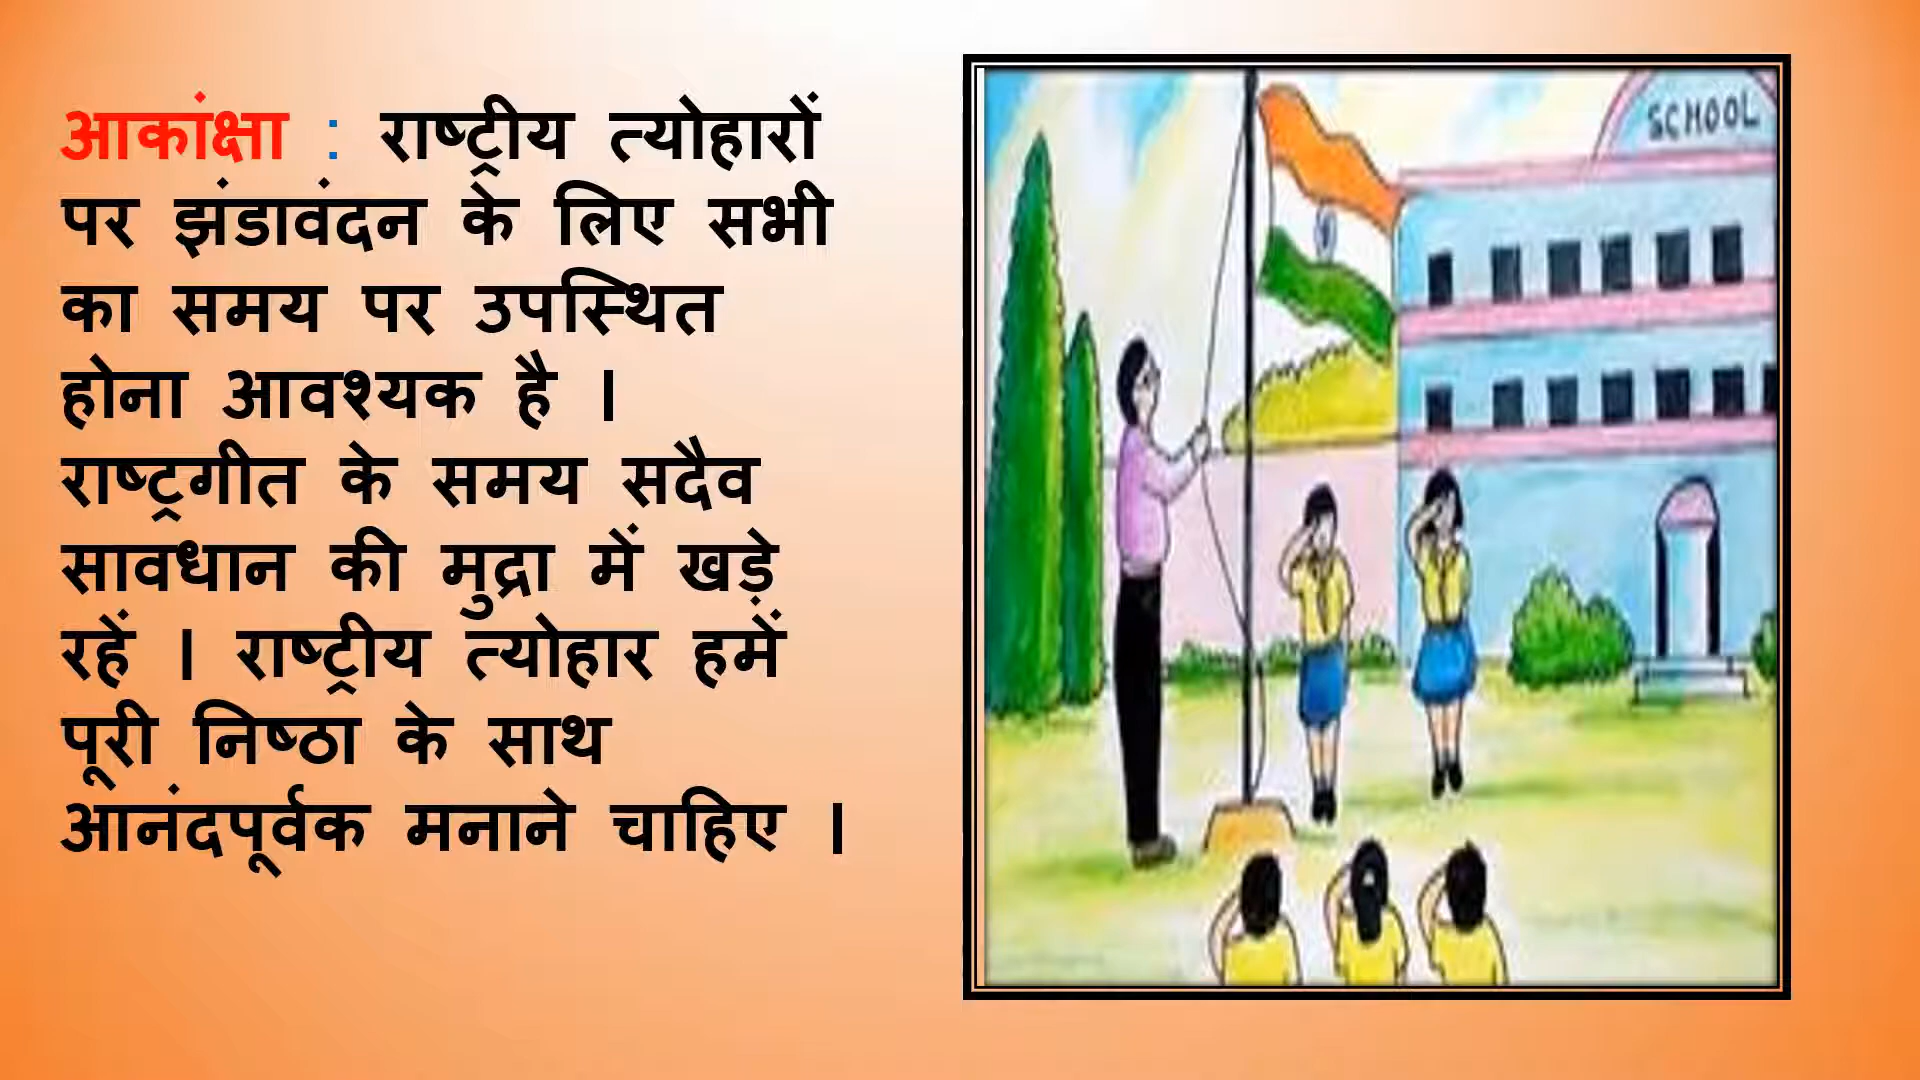 आकांक्षा : राष्ट्रीय त्योहारों
पर झंडावंदन के लिए सभी
का समय पर उपस्थित
होना आवश्यक है ।
राष्ट्रगीत के समय सदैव
सावधान की मुद्रा में खड़े
रहें । राष्ट्रीय त्योहार हमें
पूरी निष्ठा के साथ
आनंदपूर्वक मनाने चाहिए ।
SCHOOL